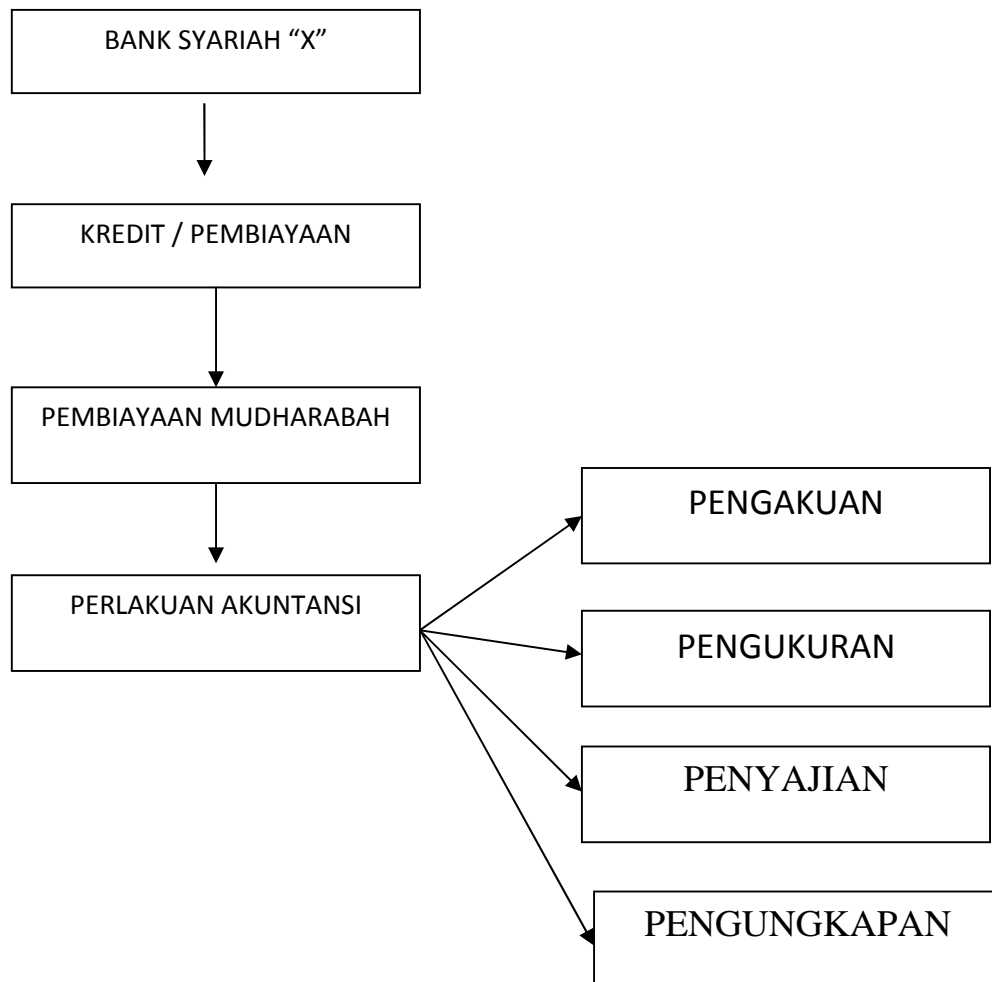 BANK SYARIAH “X”
KREDIT / PEMBIAYAAN
PEMBIAYAAN MUDHARABAH
PERLAKUAN AKUNTANSI
PENGAKUAN
PENGUKURAN
PENYAJIAN
PENGUNGKAPAN